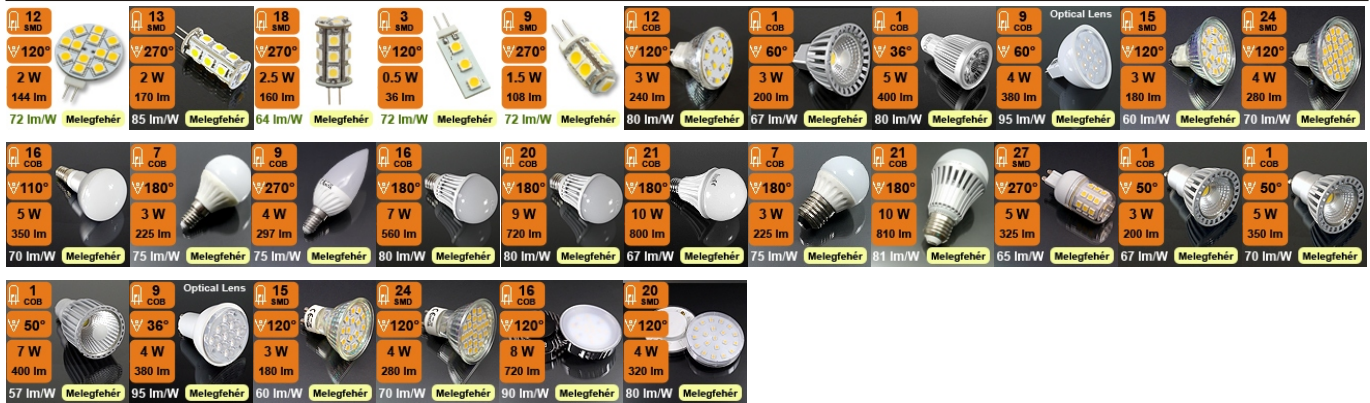 12
SMD
120°
2 W
144 lm
72 lm/W Melegfehér
13
SMD
270°
2 W
170 lm
85 lm/W Melegfehér
18
SMD
270°
2.5 W
160 lm
64 lm/W Melegfehér
3
SMD
120°
0.5 W
36 lm
72 lm/W Melegfehér
9
SMD
270°
1.5 W
108 lm
72 lm/W Melegfehér
12
COB
120°
3 W
240 lm
80 lm/W Melegfehér
1
COB
60°
3 W
200 lm
67 lm/W Melegfehér
1
COB
36°
5 W
400 lm
80 lm/W Melegfehér
9 Optical Lens
COB
60°
4 W
380 lm
95 lm/W Melegfehér
15
SMD
120°
3 W
180 lm
60 lm/W Melegfehér
24
SMD
120°
4 W
280 lm
70 lm/W Melegfehér
16
COB
110°
5 W
350 lm
70 lm/W Melegfehér
7
COB
180°
3 W
225 lm
75 lm/W Melegfehér
9
COB
270°
4 W
297 lm
75 lm/W Melegfehér
16
COB
180°
7 W
560 lm
80 lm/W Melegfehér
20
COB
180°
9 W
720 lm
80 lm/W Melegfehér
21
COB
180°
10 W
800 lm
67 lm/W Melegfehér
7
COB
180°
3 W
225 lm
75 lm/W Melegfehér
21
COB
180°
10 W
810 lm
81 lm/W Melegfehér
27
SMD
270°
5 W
325 lm
65 lm/W Melegfehér
1
COB
50°
3 W
200 lm
67 lm/W Melegfehér
1
COB
50°
5 W
350 lm
70 lm/W Melegfehér
1
COB
50°
7 W
400 lm
57 lm/W Melegfehér
9 Optical Lens
COB
36°
4 W
380 lm
95 lm/W Melegfehér
15
SMD
120°
3 W
180 lm
60 lm/W Melegfehér
24
SMD
120°
4 W
280 lm
70 lm/W Melegfehér
16
COB
120°
8 W
720 lm
90 lm/W Melegfehér
20
SMD
120°
4 W
320 lm
80 lm/W Melegfehér